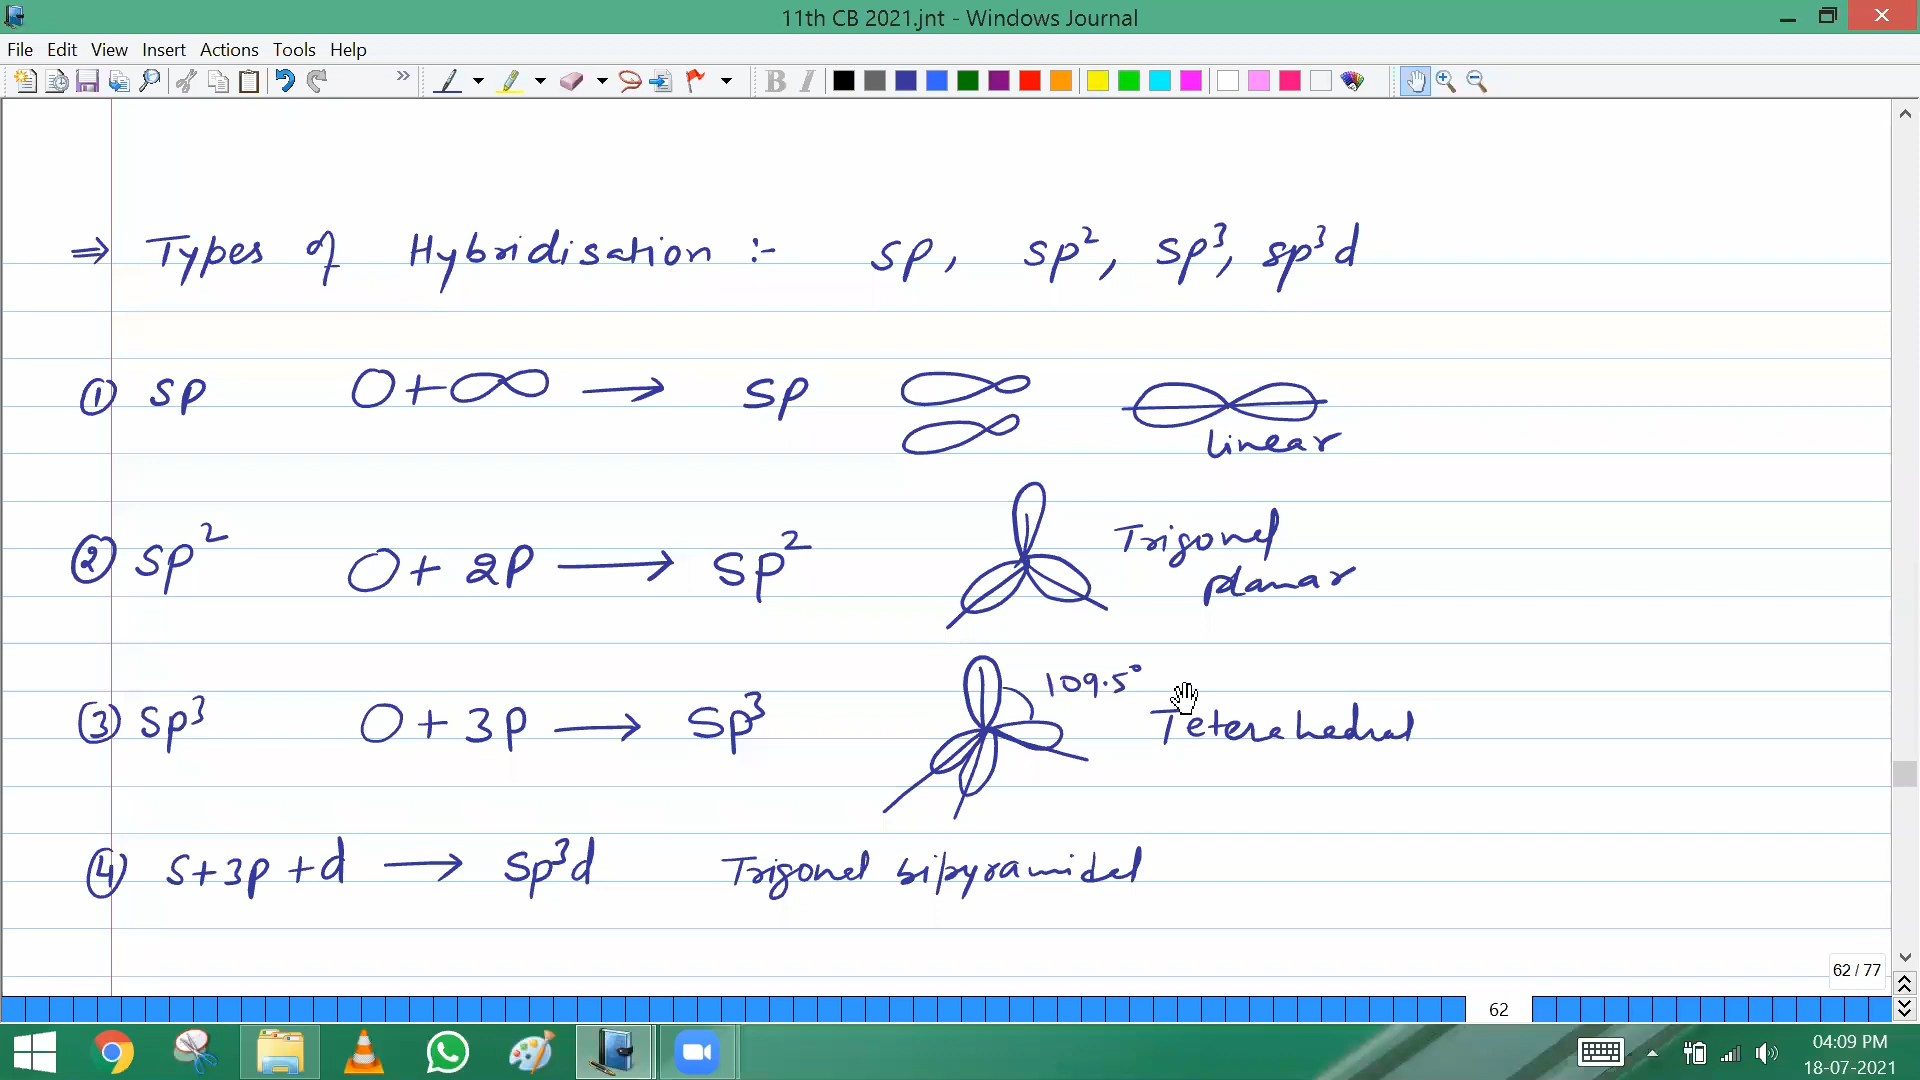 11th CB 2021.jnt - Windows Journal
File Edit View Insert Actions Tools Help
B I
⇒ Types of Hybridisation :- sp, sp², sp³, sp³d
① sp O + ∞ → sp
linear
② sp² O + 2p → sp²
Trigonal
planar
③ sp³ O + 3p → sp³
109.5°
Teterahedral
④ s+3p+d → sp³d Trigonal bipyramidal
62 / 77
62
04:09 PM
18-07-2021